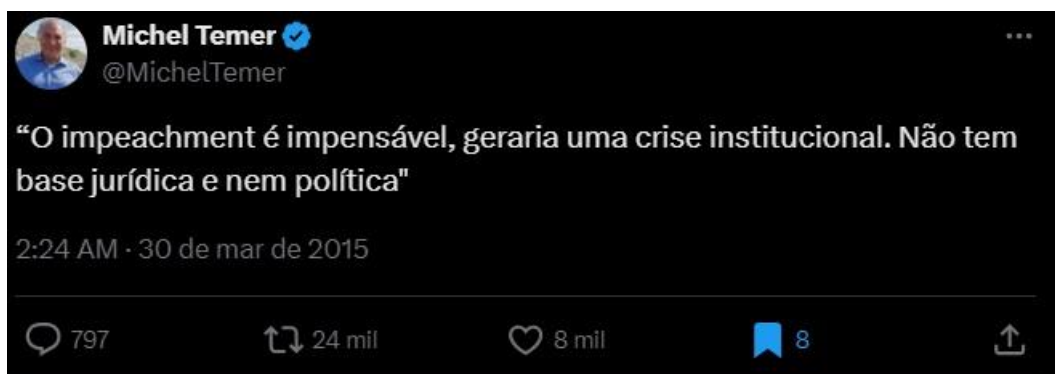 Michel Temer
@MichelTemer
“O impeachment é impensável, geraria uma crise institucional. Não tem
base jurídica e nem política"
2:24 AM · 30 de mar de 2015
797 24 mil 8 mil 8